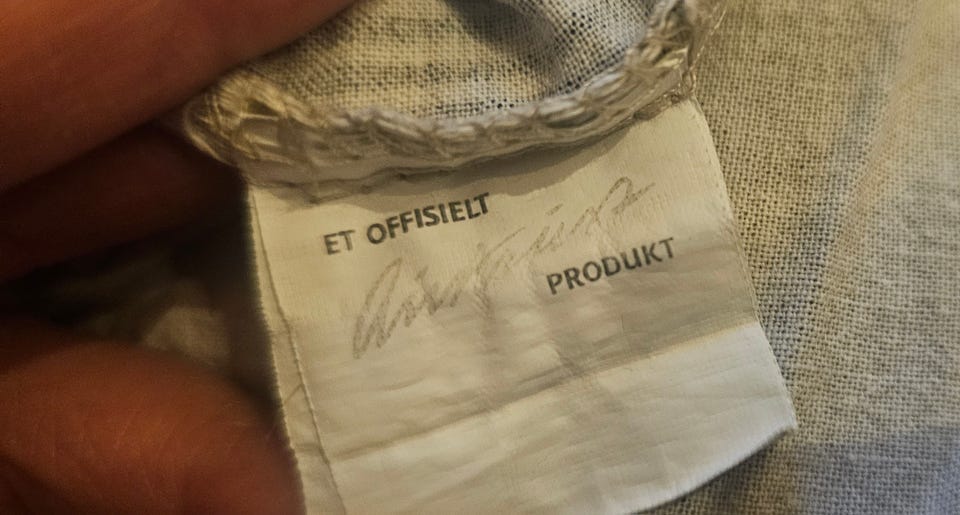 ET OFFISIELT
PRODUKT